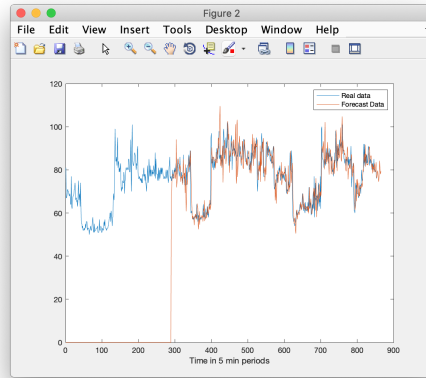 Figure 2
File Edit View Insert Tools Desktop Window Help
Real data
Forecast Data
120
100
80
60
40
20
0
0 100 200 300 400 500 600 700 800 900
Time in 5 min periods